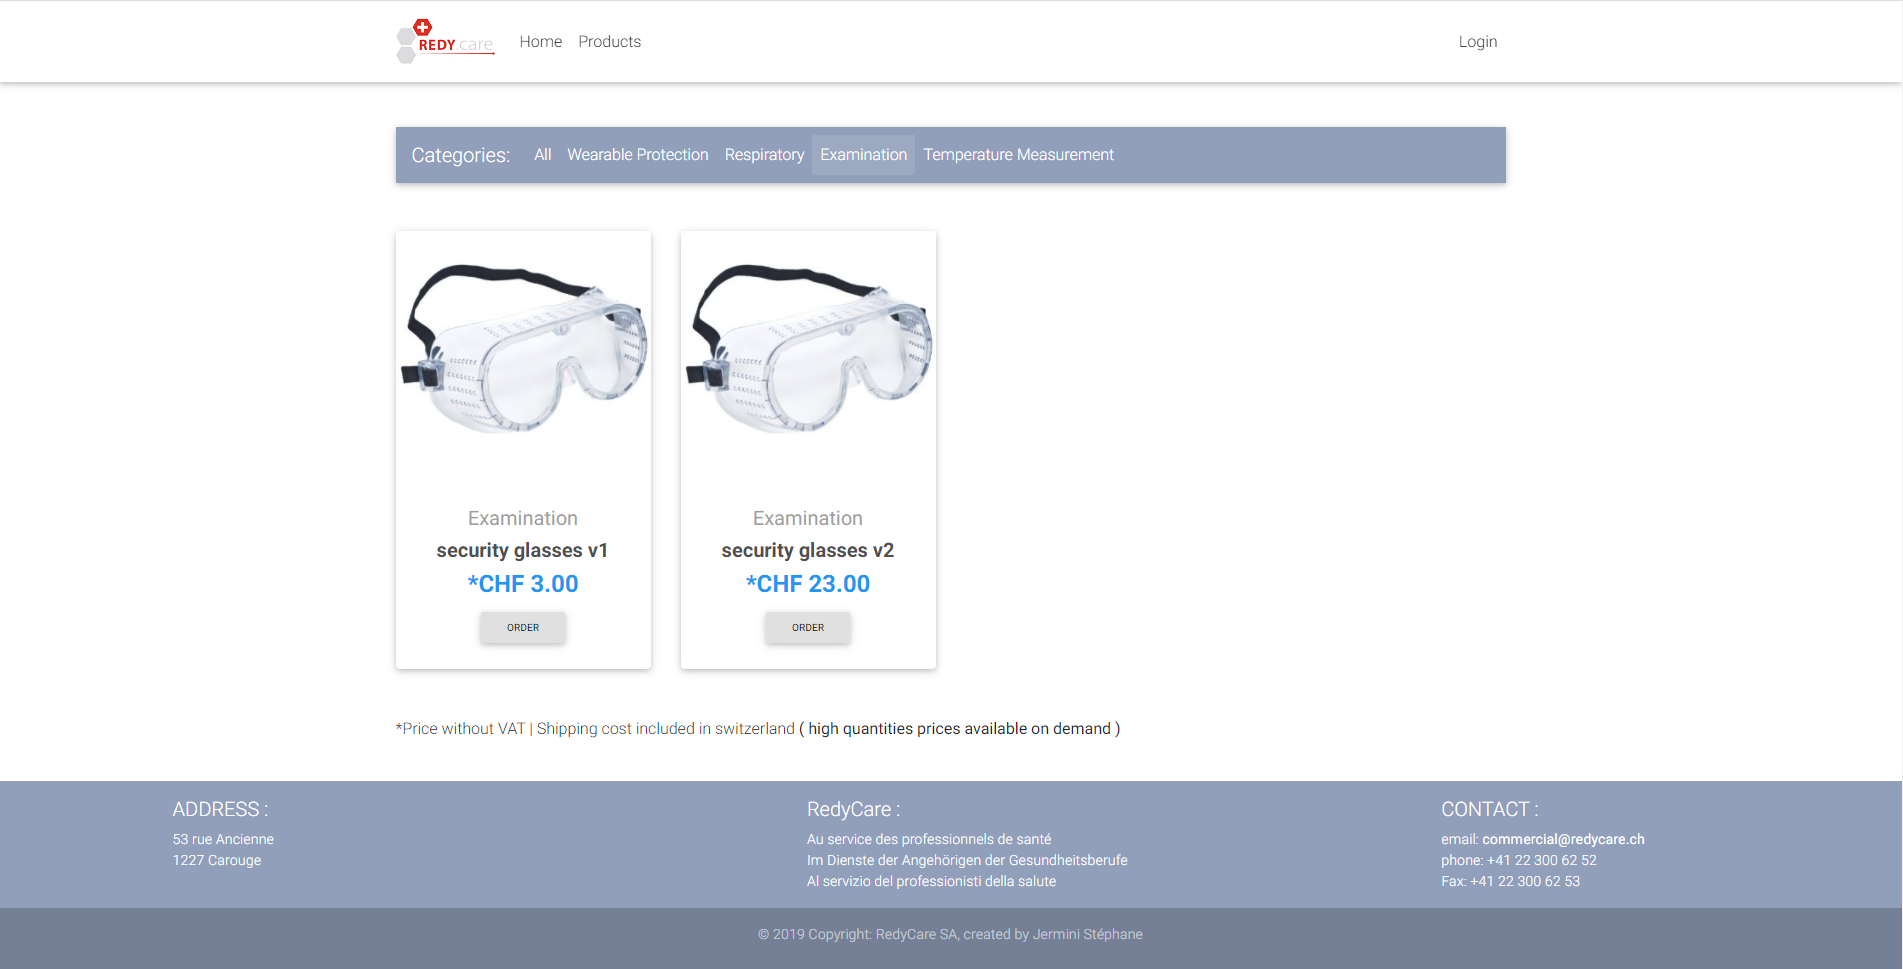 REDY.care
Home
Products
Login
Categories:
All
Wearable Protection
Respiratory
Examination
Temperature Measurement
Examination
security glasses v1
*CHF 3.00
ORDER
Examination
security glasses v2
*CHF 23.00
ORDER
*Price without VAT | Shipping cost included in switzerland ( high quantities prices available on demand )
ADDRESS :
53 rue Ancienne
1227 Carouge
RedyCare :
Au service des professionnels de santé
Im Dienste der Angehörigen der Gesundheitsberufe
Al servizio del professionisti della salute
CONTACT :
email: commercial@redycare.ch
phone: +41 22 300 62 52
Fax: +41 22 300 62 53
© 2019 Copyright: RedyCare SA, created by Jermini Stéphane